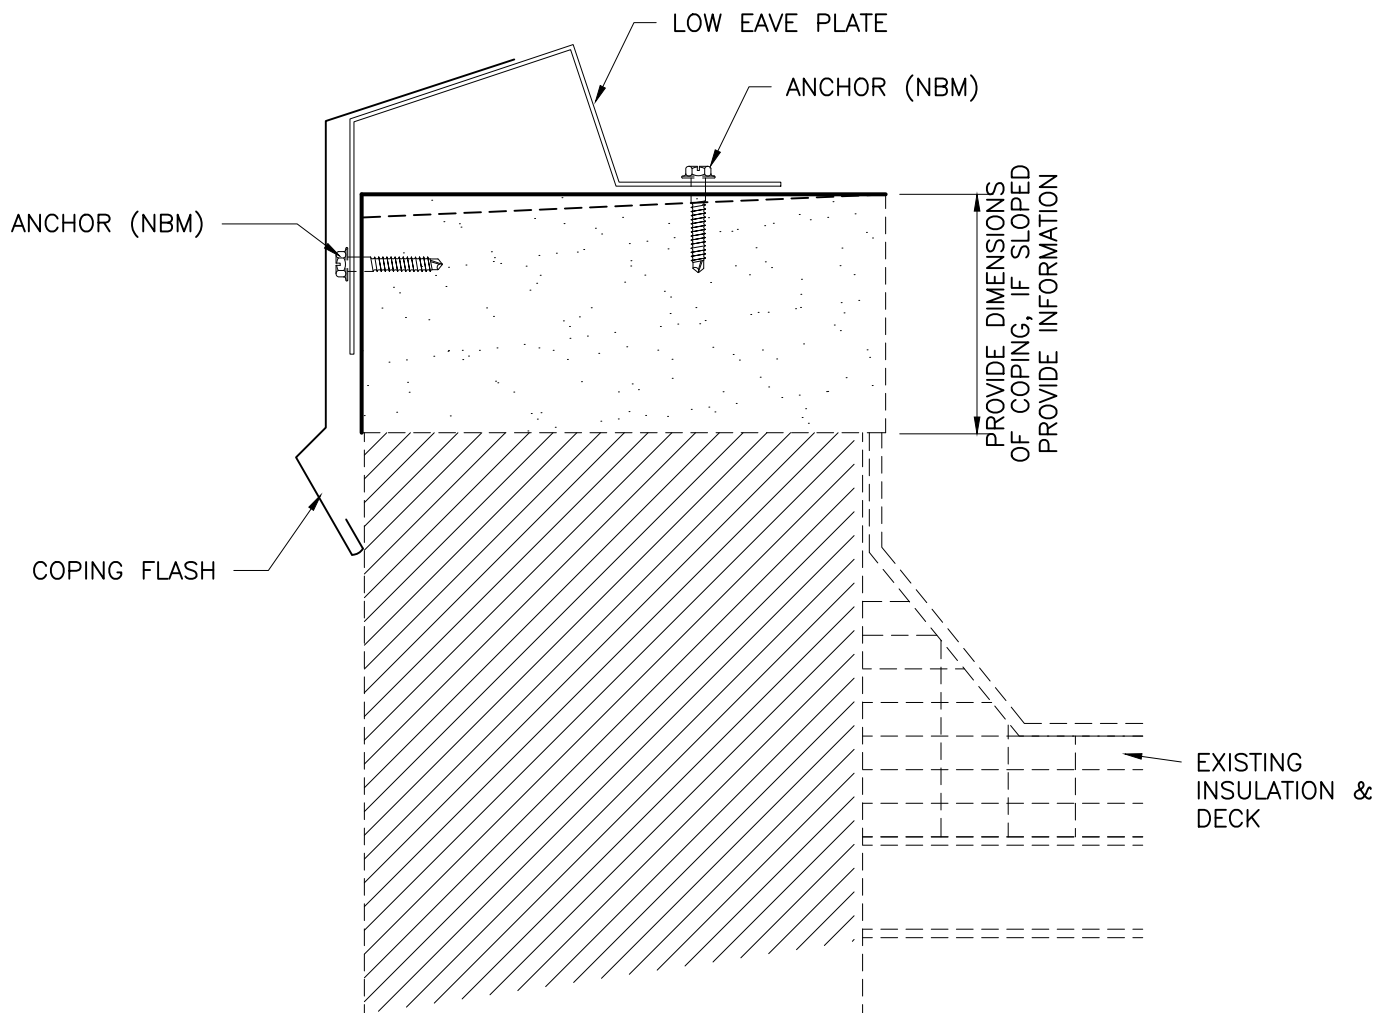 LOW EAVE PLATE
ANCHOR (NBM)
ANCHOR (NBM)
PROVIDE DIMENSIONS
OF COPING, IF SLOPED
PROVIDE INFORMATION
COPING FLASH
EXISTING
INSULATION &
DECK